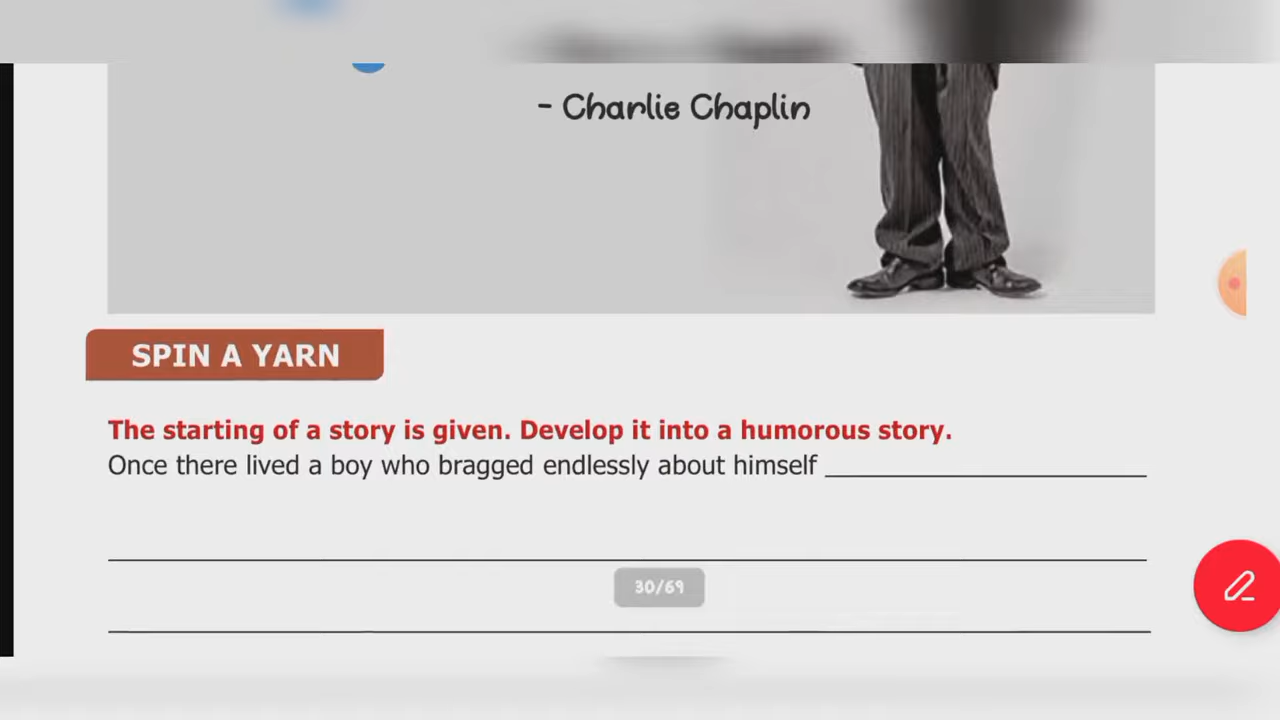 - Charlie Chaplin
SPIN A YARN
The starting of a story is given. Develop it into a humorous story.
Once there lived a boy who bragged endlessly about himself
30/69